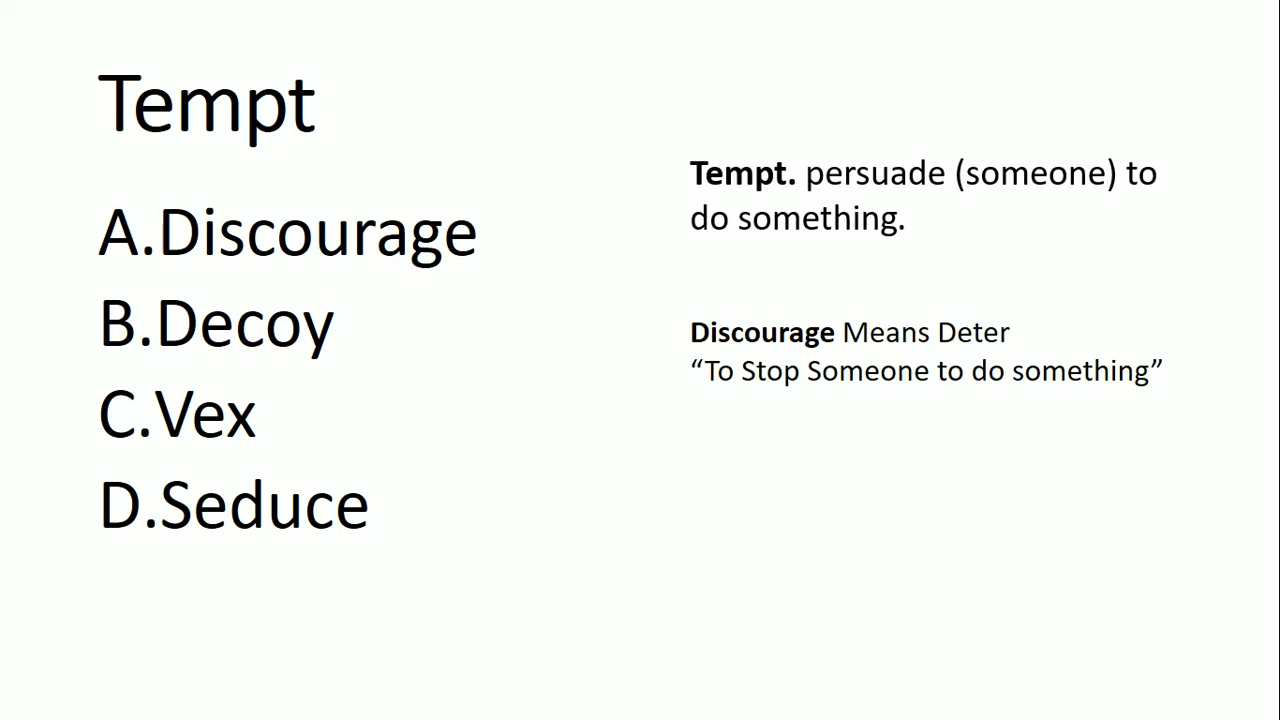 Tempt
A.Discourage
B.Decoy
C.Vex
D.Seduce
Tempt. persuade (someone) to
do something.
Discourage Means Deter
“To Stop Someone to do something”